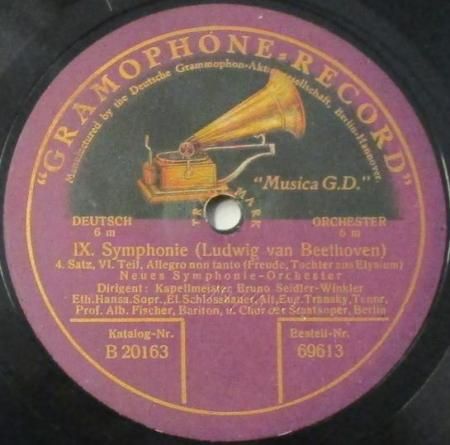 "GRAMOPHONE-RECORD"
Manufactured by the Deutsche Grammophon-Aktiengesellschaft, Berlin-Hannover.
"Musica G.D."
TRADE MARK
DEUTSCH ORCHESTER
6 m 6 m
IX. Symphonie (Ludwig van Beethoven)
4. Satz, VI. Teil, Allegro non tanto (Freude, Tochter aus Elysium)
Neues Symphonie-Orchester
Dirigent: Kapellmeister Bruno Seidler-Winkler
Eth. Hansa, Sopr., El. Schlosshauer, Alt, Eug. Transky, Tenor,
Prof. Alb. Fischer, Bariton, u. Chor der Staatsoper, Berlin
Katalog-Nr. Bestell-Nr.
B 20163 69613